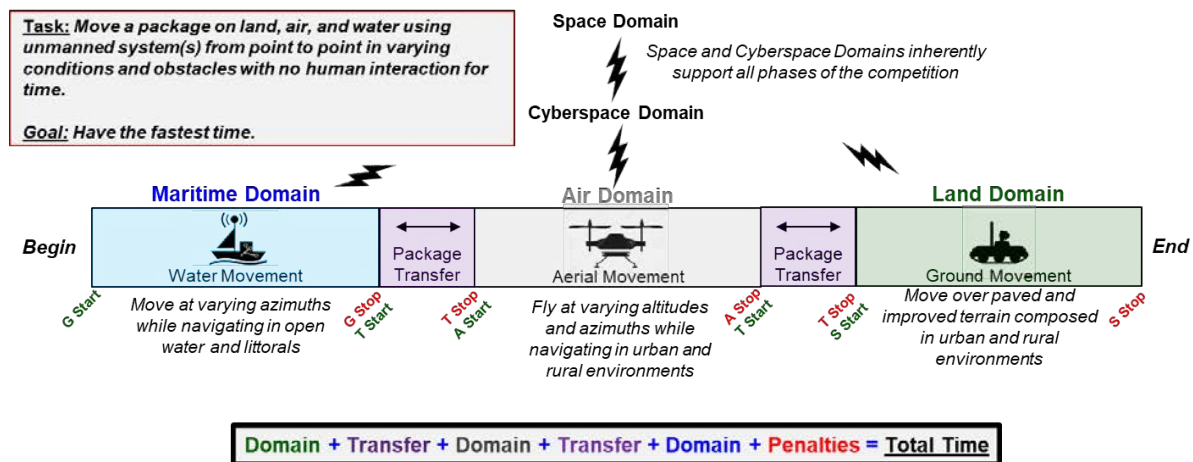 Task: Move a package on land, air, and water using
unmanned system(s) from point to point in varying
conditions and obstacles with no human interaction for
time.
Goal: Have the fastest time.
Space Domain
Space and Cyberspace Domains inherently
support all phases of the competition
Cyberspace Domain
Maritime Domain
Air Domain
Land Domain
Begin
Water Movement
Package
Transfer
Aerial Movement
Package
Transfer
Ground Movement
End
G Start
G Stop
T Start
T Stop
A Start
A Stop
T Start
T Stop
S Start
S Stop
Move at varying azimuths
while navigating in open
water and littorals
Fly at varying altitudes
and azimuths while
navigating in urban and
rural environments
Move over paved and
improved terrain composed
in urban and rural
environments
Domain + Transfer + Domain + Transfer + Domain + Penalties = Total Time